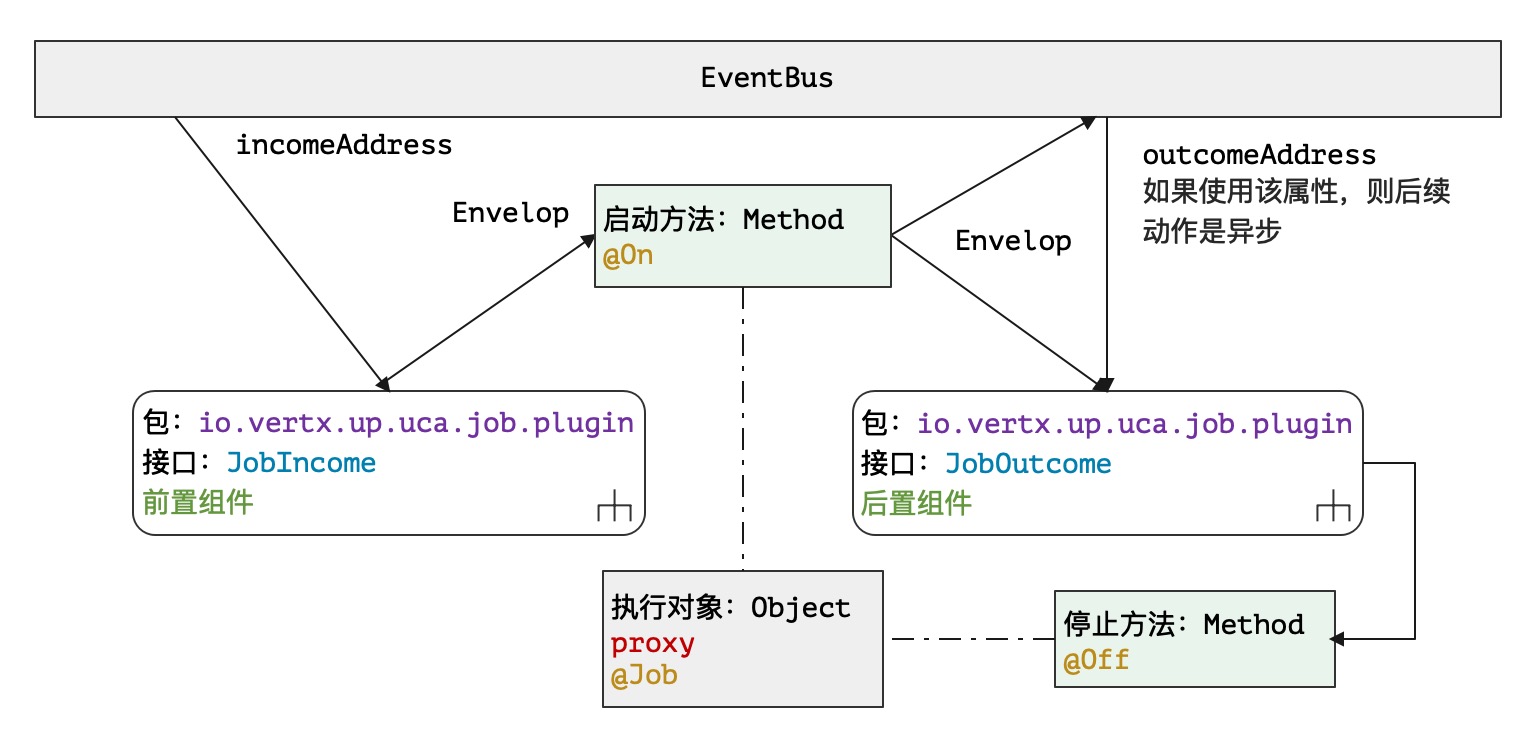 EventBus
incomeAddress
outcomeAddress
如果使用该属性，则后续
动作是异步
Envelop
启动方法：Method
@On
Envelop
包：io.vertx.up.uca.job.plugin
接口：JobIncome
前置组件
包：io.vertx.up.uca.job.plugin
接口：JobOutcome
后置组件
执行对象：Object
proxy
@Job
停止方法：Method
@Off